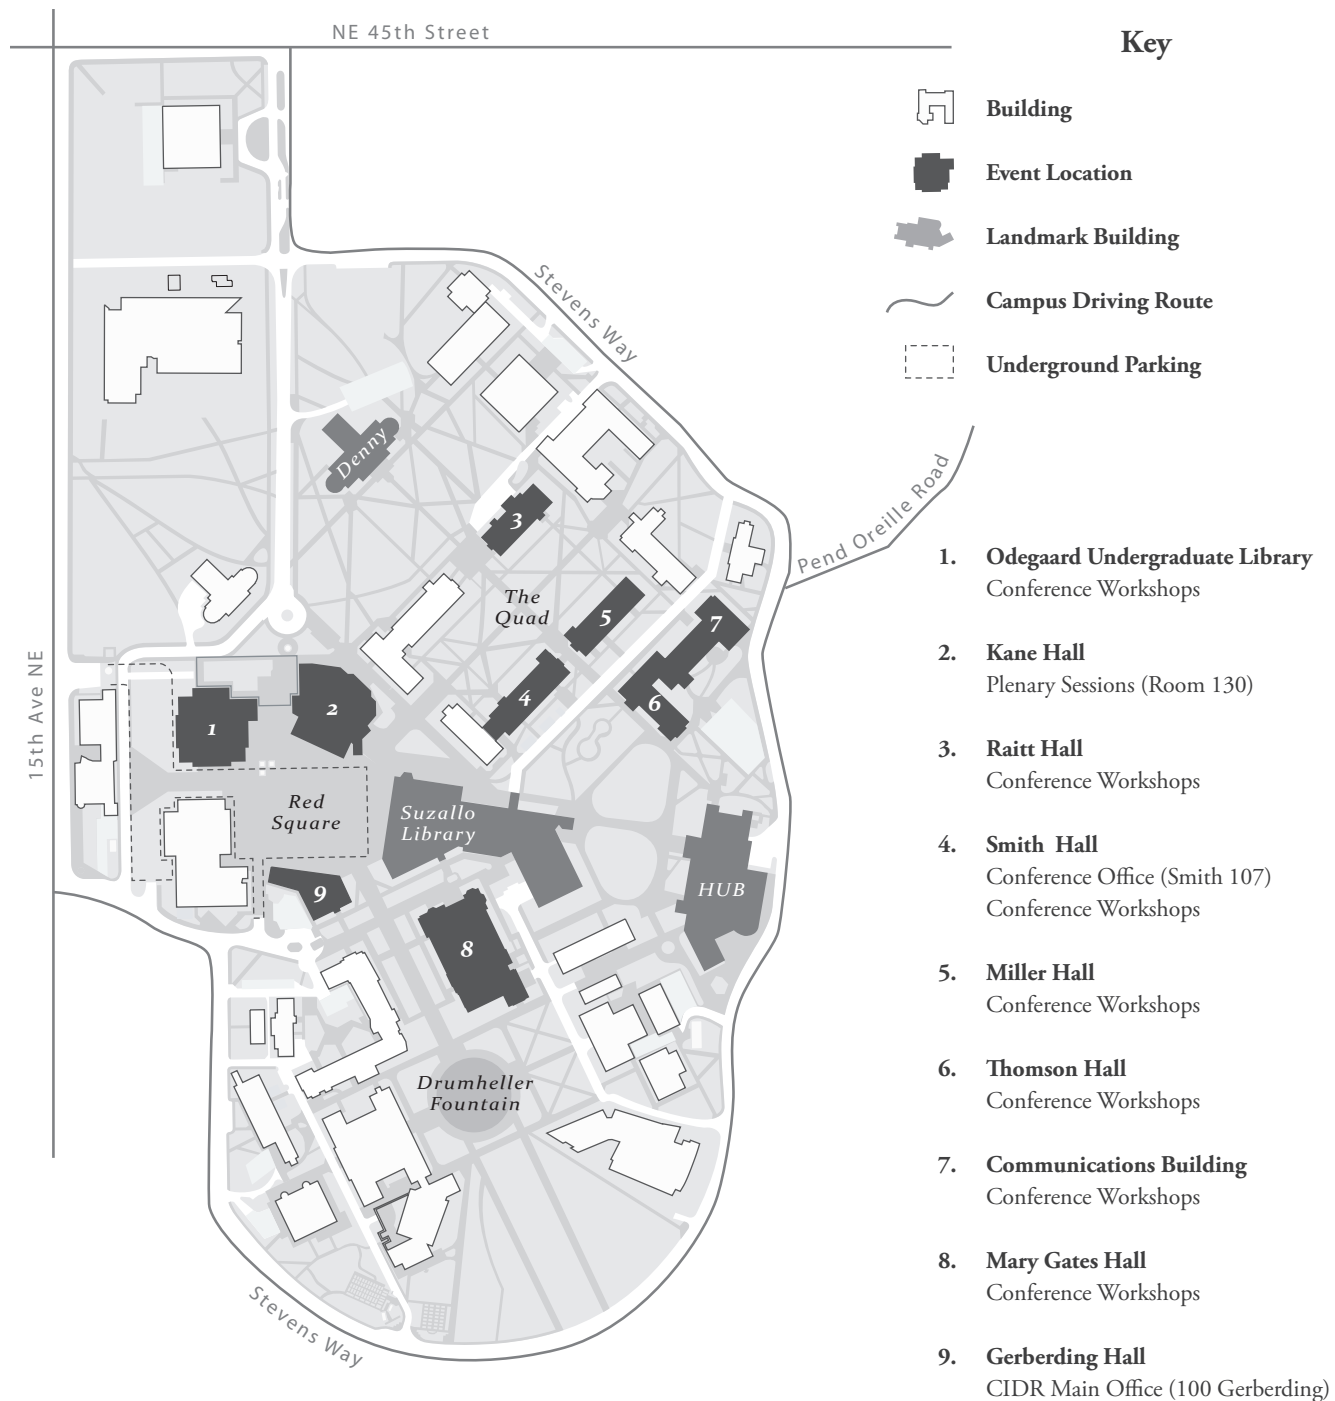 NE 45th Street
Key
Building
Event Location
Landmark Building
Campus Driving Route
Underground Parking
Stevens Way
Pend Oreille Road
Denny
3
The
Quad
5
7
4
6
15th Ave NE
1
2
Red
Square
Suzallo
Library
HUB
9
8
Drumheller
Fountain
Stevens Way
1. Odegaard Undergraduate Library
Conference Workshops
2. Kane Hall
Plenary Sessions (Room 130)
3. Raitt Hall
Conference Workshops
4. Smith Hall
Conference Office (Smith 107)
Conference Workshops
5. Miller Hall
Conference Workshops
6. Thomson Hall
Conference Workshops
7. Communications Building
Conference Workshops
8. Mary Gates Hall
Conference Workshops
9. Gerberding Hall
CIDR Main Office (100 Gerberding)